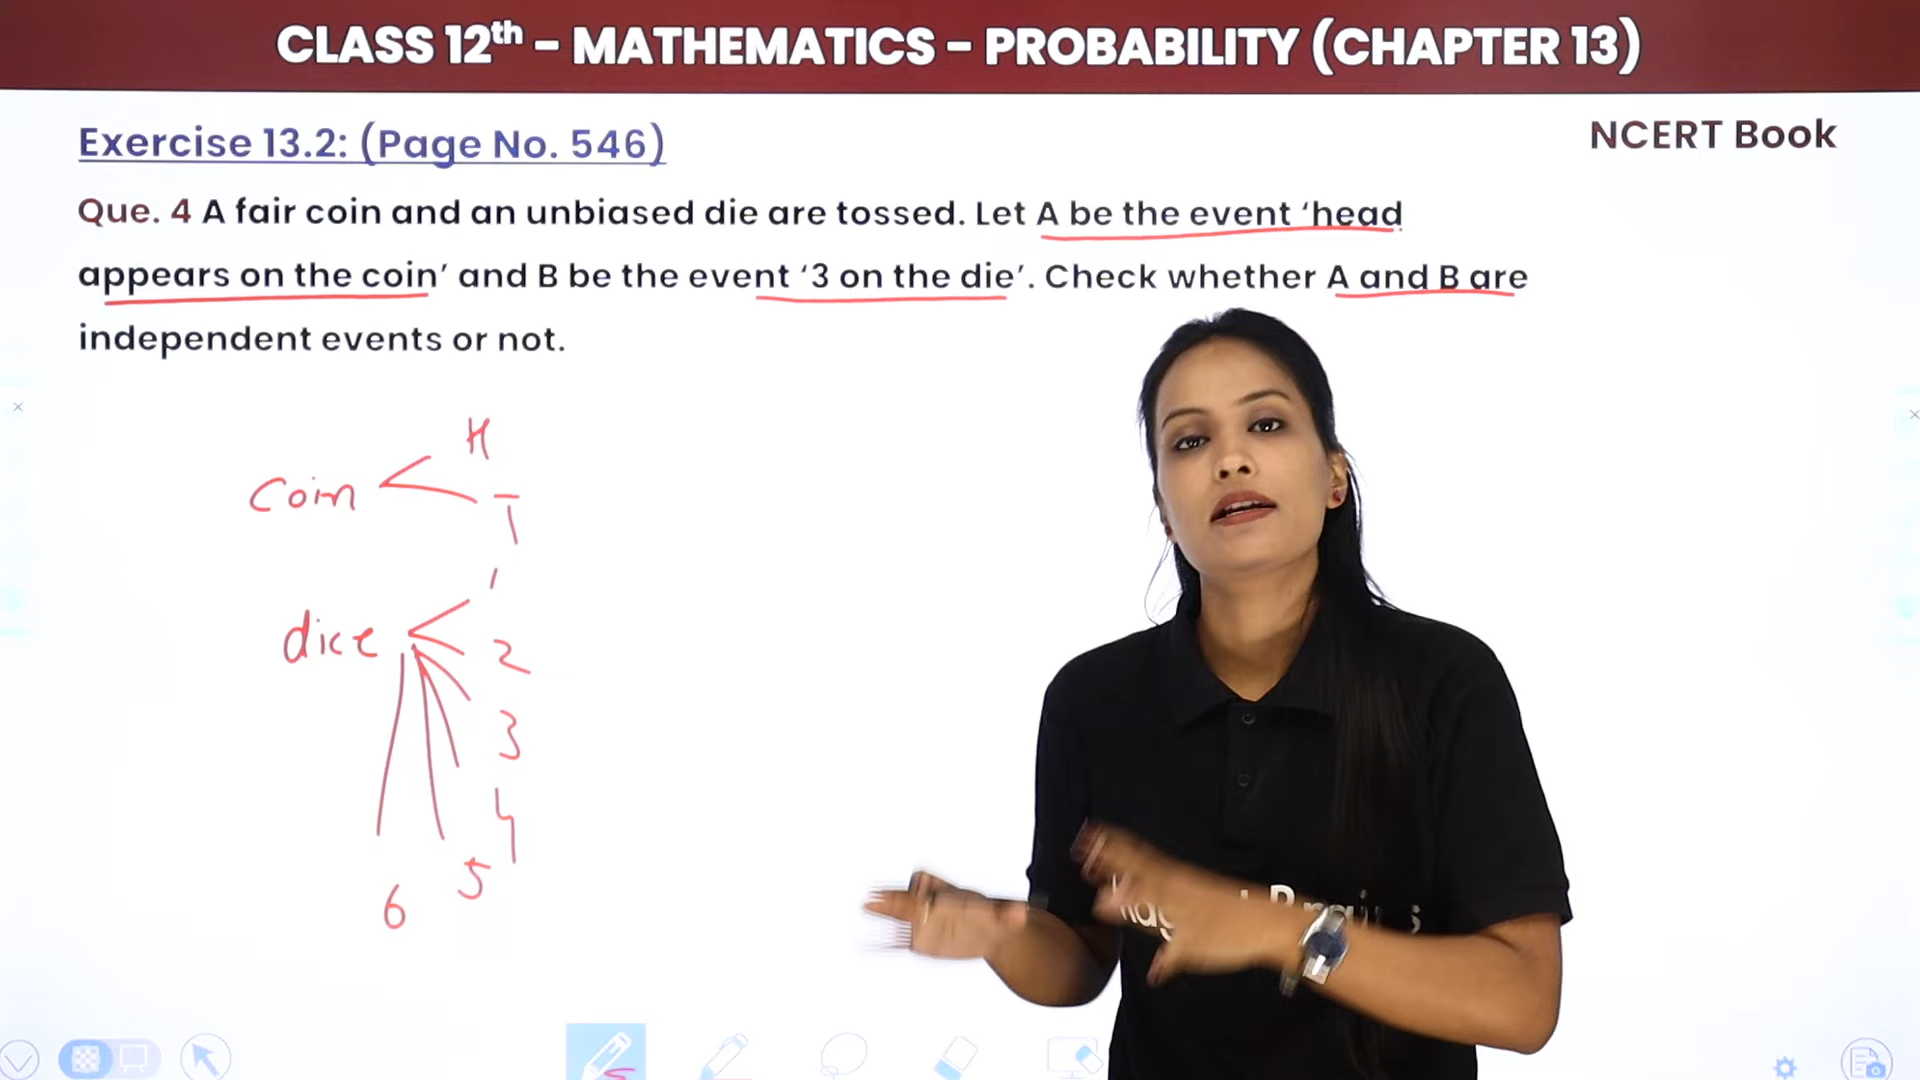 CLASS 12th - MATHEMATICS - PROBABILITY (CHAPTER 13)
Exercise 13.2: (Page No. 546)
NCERT Book
Que. 4 A fair coin and an unbiased die are tossed. Let A be the event ‘head
appears on the coin’ and B be the event ‘3 on the die’. Check whether A and B are
independent events or not.
H
Coin
T
1
dice
2
3
4
5
6